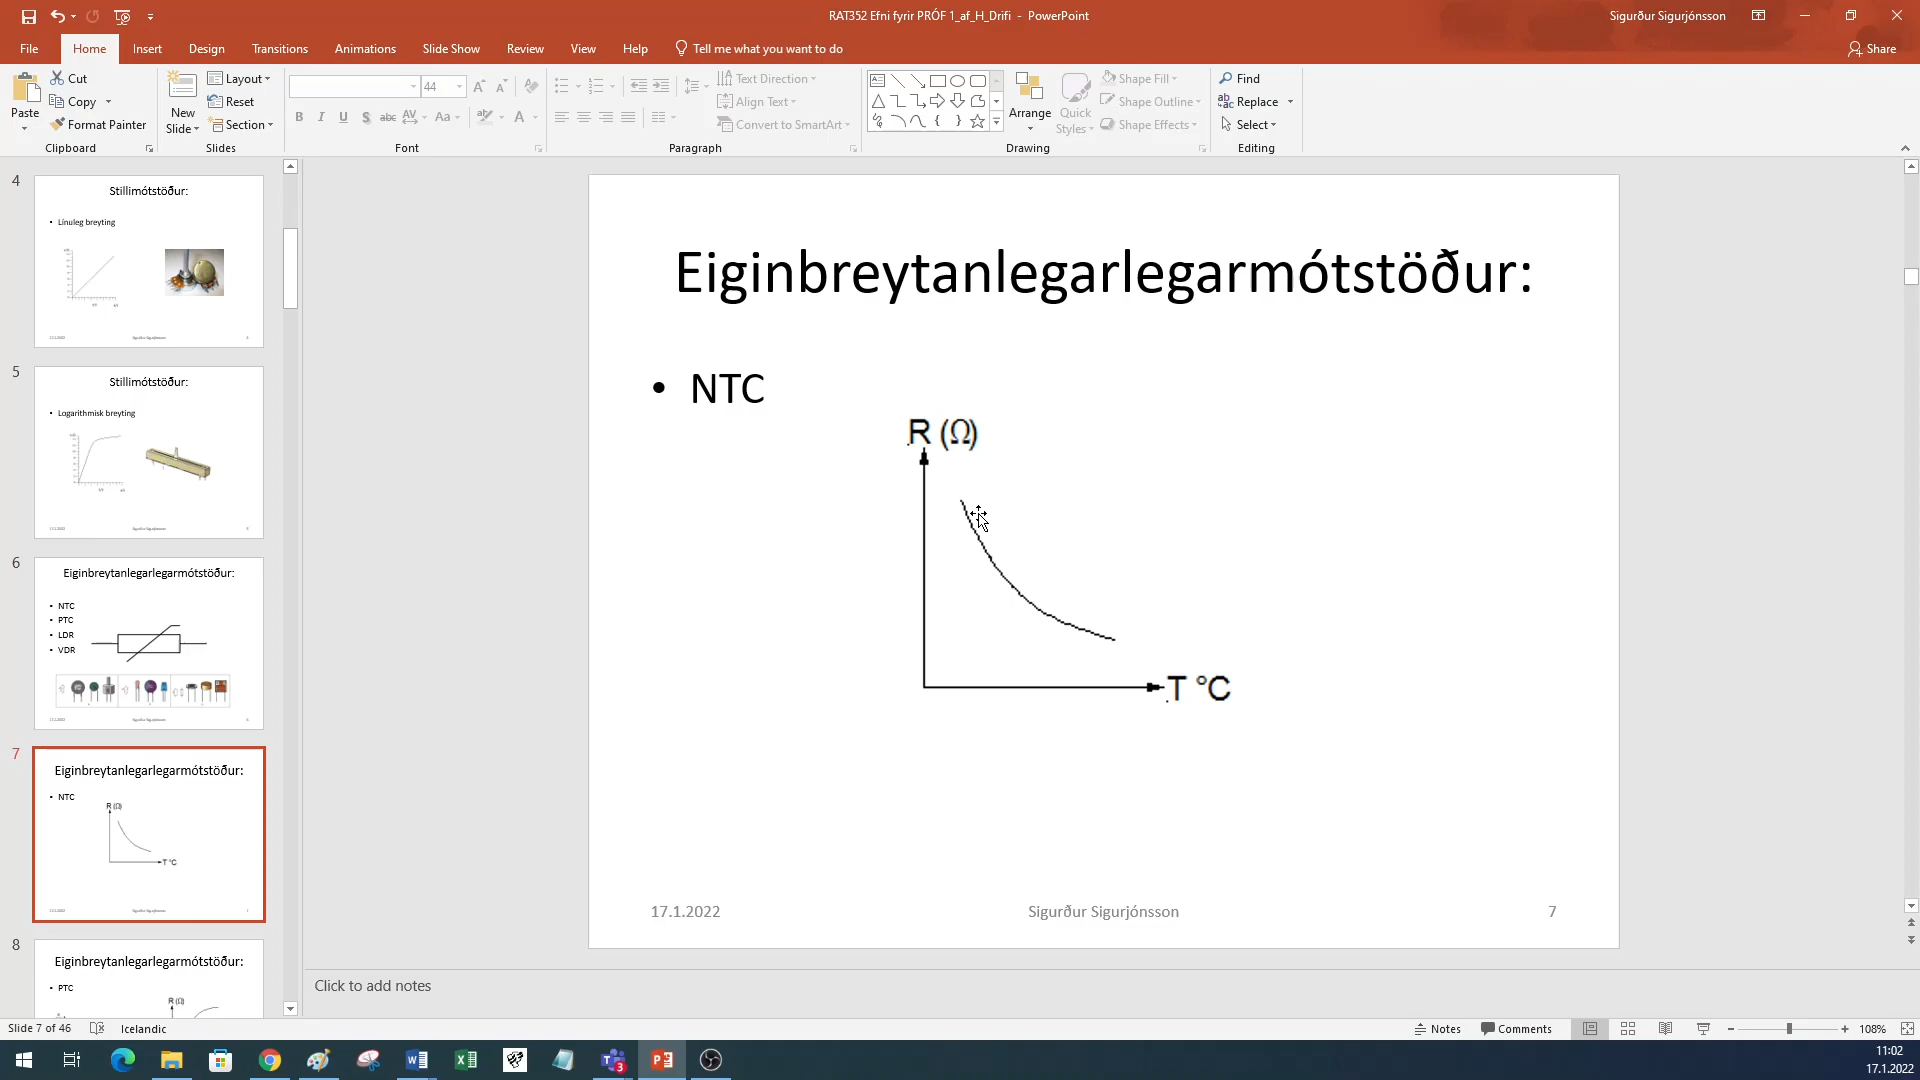 RAT352 Efni fyrir PRÓF 1_af_H_Drifi - PowerPoint
Sigurður Sigurjónsson
File Home Insert Design Transitions Animations Slide Show Review View Help Tell me what you want to do
Share
Paste
Cut
Copy
Format Painter
Clipboard
New Slide
Layout
Reset
Section
Slides
44
B I U S abc AV Aa A
Font
Text Direction
Align Text
Convert to SmartArt
Paragraph
Arrange
Quick Styles
Shape Fill
Shape Outline
Shape Effects
Drawing
Find
Replace
Select
Editing
4
Stillimótstöður:
• Línuleg breyting
5
Stillimótstöður:
• Logarithmisk breyting
6
Eiginbreytanlegarlegarmótstöður:
• NTC
• PTC
• LDR
• VDR
7
Eiginbreytanlegarlegarmótstöður:
• NTC
R (Ω)
T °C
8
Eiginbreytanlegarlegarmótstöður:
• PTC
R (Ω)
Eiginbreytanlegarlegarmótstöður:
• NTC
R (Ω)
T °C
17.1.2022 Sigurður Sigurjónsson 7
Click to add notes
Slide 7 of 46 Icelandic Notes Comments 108%
11:02
17.1.2022